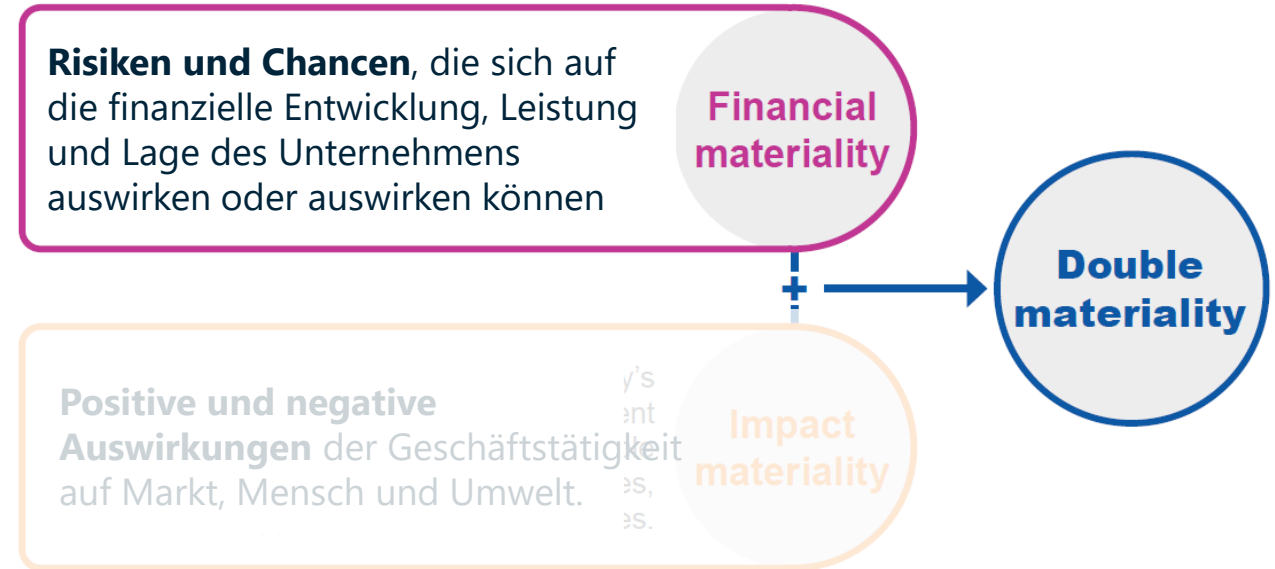 Risiken und Chancen, die sich auf
die finanzielle Entwicklung, Leistung
und Lage des Unternehmens
auswirken oder auswirken können
Financial
materiality
+
Double
materiality
Positive und negative
Auswirkungen der Geschäftstätigkeit
auf Markt, Mensch und Umwelt.
Impact
materiality